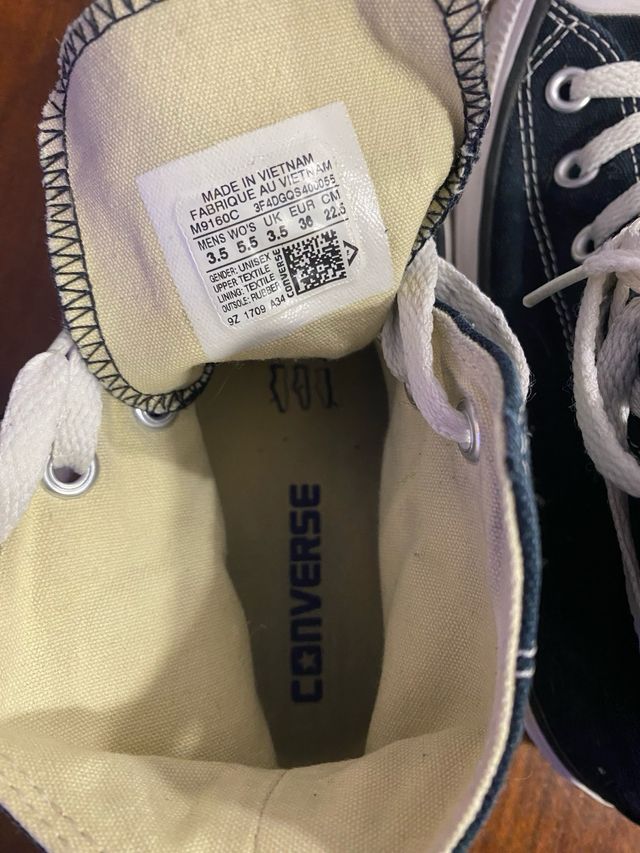 MADE IN VIETNAM
FABRIQUE AU VIETNAM
M9160C 3F4DGQS400055
MENS WO'S UK EUR CM
3.5 5.5 3.5 36 22.5
GENDER: UNISEX
UPPER TEXTILE
LINING: TEXTILE
OUTSOLE: RUBBER
CONVERSE
9Z 1709 A34
CONVERSE